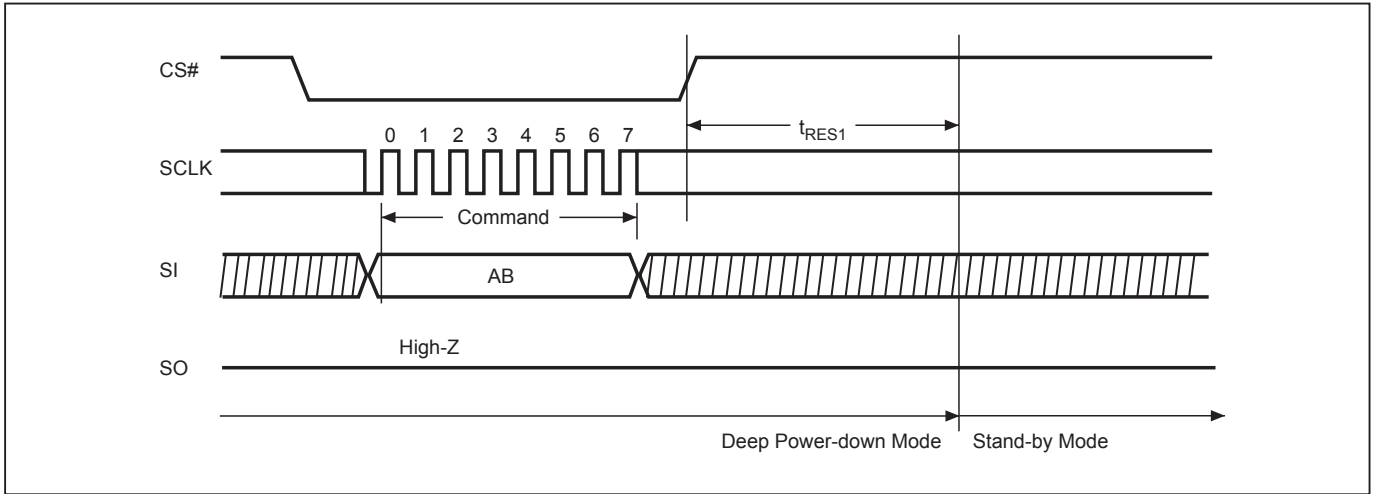 CS#
tRES1
0 1 2 3 4 5 6 7
SCLK
Command
SI
AB
High-Z
SO
Deep Power-down Mode
Stand-by Mode